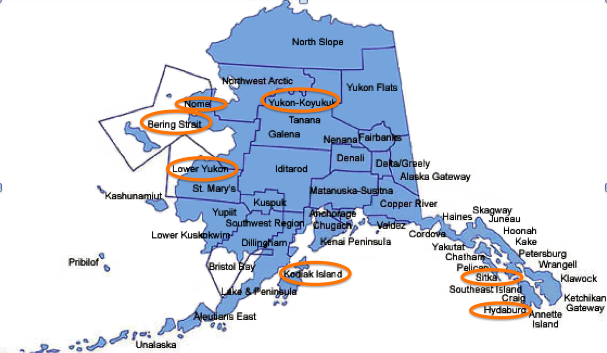 North Slope
Northwest Arctic
Yukon Flats
Nome
Yukon-Koyukuk
Bering Strait
Tanana
Galena
Nenana
Fairbanks
Denali
Delta/Greely
Lower Yukon
Iditarod
Alaska Gateway
St. Mary's
Matanuska-Susitna
Kashunamiut
Kuspuk
Copper River
Yupiit
Anchorage
Skagway
Haines
Juneau
Southwest Region
Chugach
Valdez
Cordova
Hoonah
Lower Kuskokwim
Dillingham
Kenai Peninsula
Yakutat
Kake
Chatham
Petersburg
Pribilof
Bristol Bay
Kodiak Island
Pelican
Wrangell
Sitka
Klawock
Lake & Peninsula
Southeast Island
Craig
Ketchikan
Gateway
Aleutians East
Hydaburg
Annette
Island
Unalaska